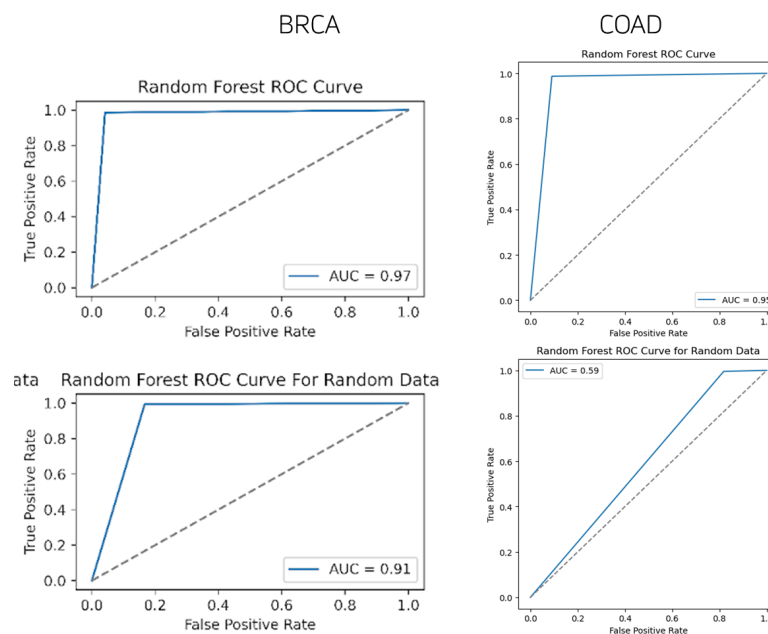 BRCA
COAD
Random Forest ROC Curve
1.0
0.8
0.6
0.4
0.2
0.0
True Positive Rate
AUC = 0.97
0.0 0.2 0.4 0.6 0.8 1.0
False Positive Rate
Random Forest ROC Curve
1.0
0.8
0.6
0.4
0.2
0.0
True Positive Rate
AUC = 0.95
0.0 0.2 0.4 0.6 0.8 1.
False Positive Rate
ata Random Forest ROC Curve For Random Data
1.0
0.8
0.6
0.4
0.2
0.0
True Positive Rate
AUC = 0.91
0.0 0.2 0.4 0.6 0.8 1.0
False Positive Rate
Random Forest ROC Curve for Random Data
AUC = 0.59
1.0
0.8
0.6
0.4
0.2
0.0
True Positive Rate
0.0 0.2 0.4 0.6 0.8 1.
False Positive Rate